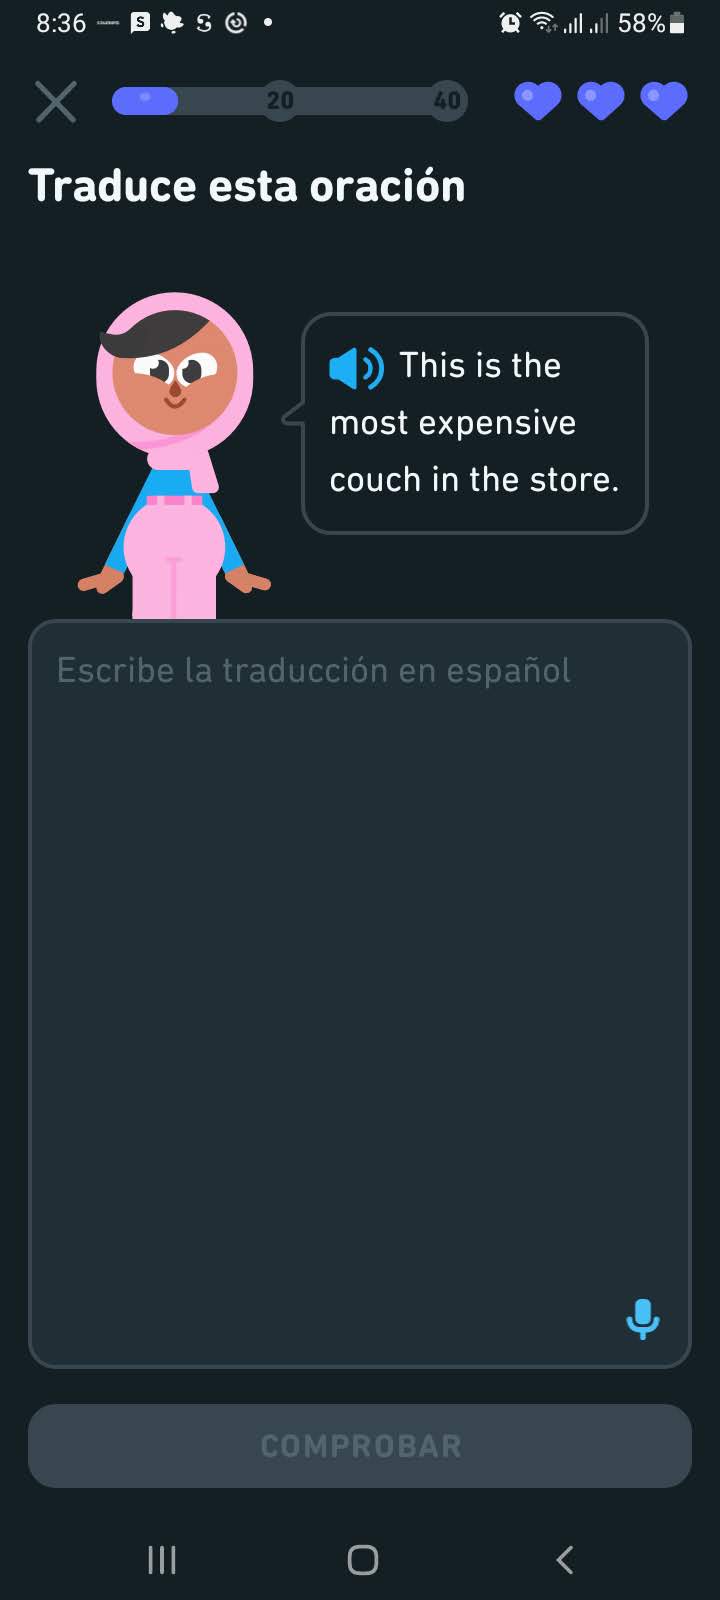 8:36 58%
20 40
Traduce esta oración
This is the
most expensive
couch in the store.
Escribe la traducción en español
COMPROBAR